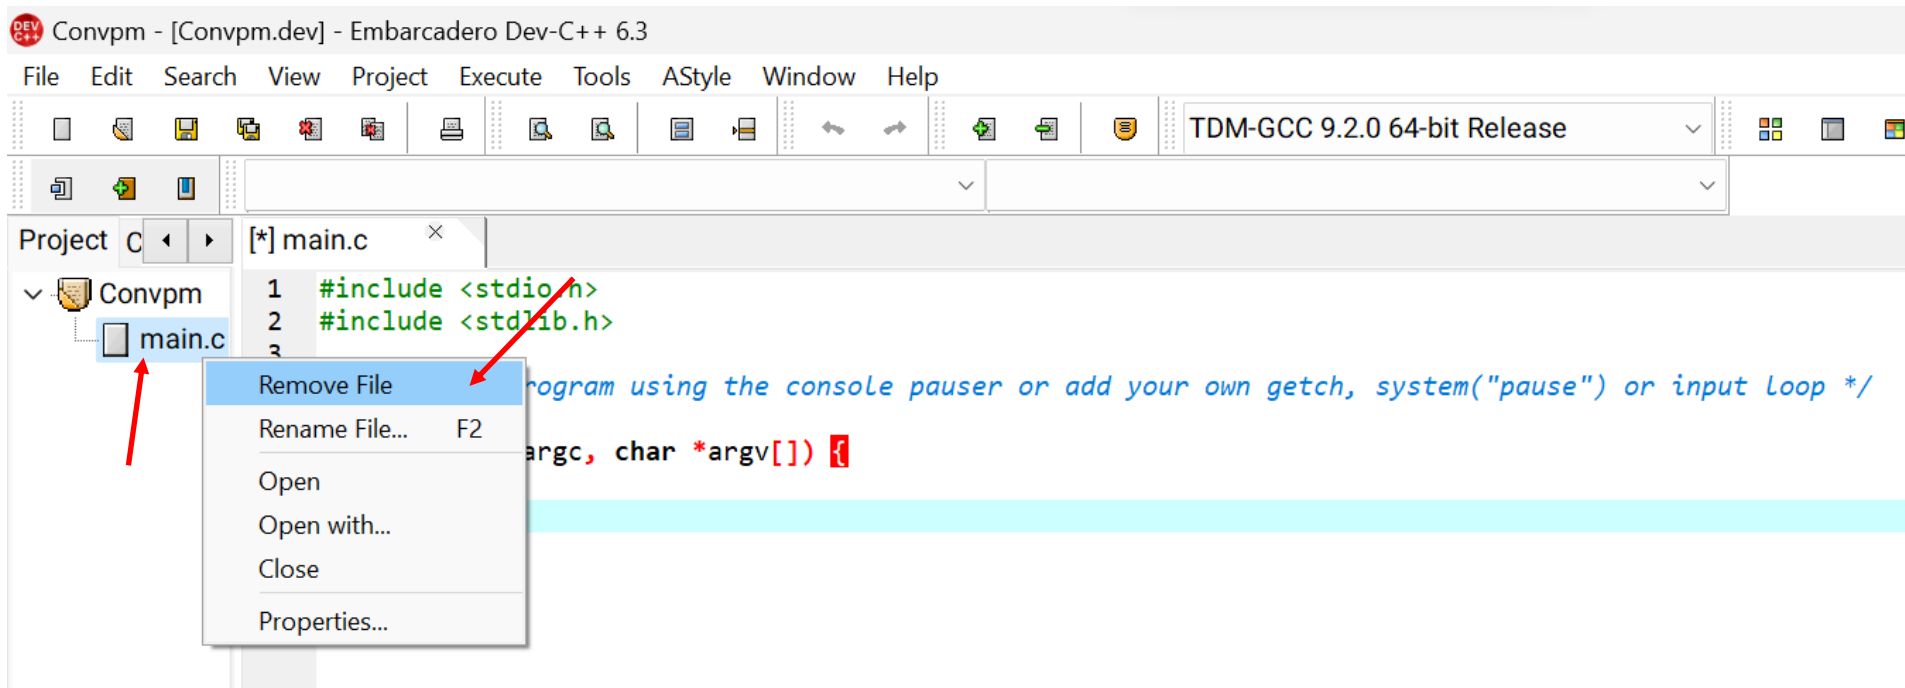 Convpm - [Convpm.dev] - Embarcadero Dev-C++ 6.3
File Edit Search View Project Execute Tools AStyle Window Help
TDM-GCC 9.2.0 64-bit Release
Project C [*] main.c
Convpm
main.c
1 #include <stdio.h>
2 #include <stdlib.h>
3
Remove File
Rename File... F2
Open
Open with...
Close
Properties...
rogram using the console pauser or add your own getch, system("pause") or input loop */
argc, char *argv[]) {